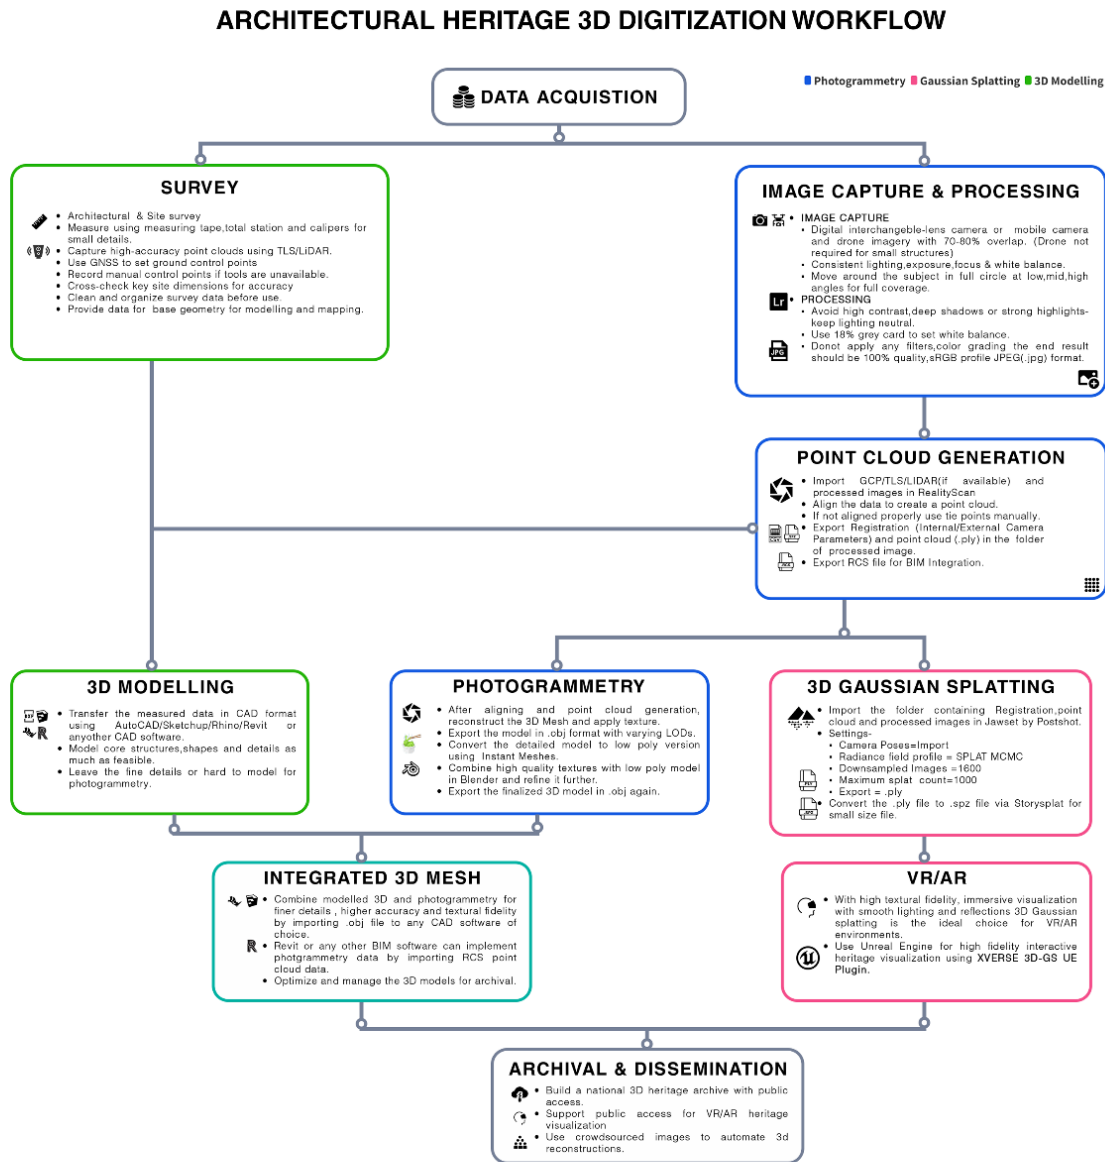 ARCHITECTURAL HERITAGE 3D DIGITIZATION WORKFLOW
DATA ACQUISTION
Photogrammetry Gaussian Splatting 3D Modelling
SURVEY
• Architectural & Site survey
• Measure using measuring tape,total station and calipers for
small details.
• Capture high-accuracy point clouds using TLS/LiDAR.
• Use GNSS to set ground control points
• Record manual control points if tools are unavailable.
• Cross-check key site dimensions for accuracy
• Clean and organize survey data before use.
• Provide data for base geometry for modelling and mapping.
IMAGE CAPTURE & PROCESSING
• IMAGE CAPTURE
• Digital interchangeable-lens camera or mobile camera
and drone imagery with 70-80% overlap. (Drone not
required for small structures)
• Consistent lighting,exposure,focus & white balance.
• Move around the subject in full circle at low,mid,high
angles for full coverage.
Lr
• PROCESSING
• Avoid high contrast,deep shadows or strong highlights-
keep lighting neutral.
• Use 18% grey card to set white balance.
JPG
• Donot apply any filters,color grading the end result
should be 100% quality,sRGB profile JPEG(.jpg) format.
POINT CLOUD GENERATION
• Import GCP/TLS/LIDAR(if available) and
processed images in RealityScan
• Align the data to create a point cloud.
• If not aligned properly use tie points manually.
• Export Registration (Internal/External Camera
Parameters) and point cloud (.ply) in the folder
of processed image.
• Export RCS file for BIM Integration.
3D MODELLING
• Transfer the measured data in CAD format
using AutoCAD/Sketchup/Rhino/Revit or
anyother CAD software.
• Model core structures,shapes and details as
much as feasible.
• Leave the fine details or hard to model for
photogrammetry.
PHOTOGRAMMETRY
• After aligning and point cloud generation,
reconstruct the 3D Mesh and apply texture.
• Export the model in .obj format with varying LODs.
• Convert the detailed model to low poly version
using Instant Meshes.
• Combine high quality textures with low poly model
in Blender and refine it further.
• Export the finalized 3D model in .obj again.
3D GAUSSIAN SPLATTING
• Import the folder containing Registration,point
cloud and processed images in Jawset by Postshot.
• Settings-
• Camera Poses=Import
• Radiance field profile = SPLAT MCMC
• Downsampled Images =1600
• Maximum splat count=1000
• Export = .ply
• Convert the .ply file to .spz file via Storysplat for
small size file.
INTEGRATED 3D MESH
• Combine modelled 3D and photogrammetry for
finer details , higher accuracy and textural fidelity
by importing .obj file to any CAD software of
choice.
• Revit or any other BIM software can implement
photgrammetry data by importing RCS point
cloud data.
• Optimize and manage the 3D models for archival.
VR/AR
• With high textural fidelity, immersive visualization
with smooth lighting and reflections 3D Gaussian
splatting is the ideal choice for VR/AR
environments.
• Use Unreal Engine for high fidelity interactive
heritage visualization using XVERSE 3D-GS UE
Plugin.
ARCHIVAL & DISSEMINATION
• Build a national 3D heritage archive with public
access.
• Support public access for VR/AR heritage
visualization
• Use crowdsourced images to automate 3d
reconstructions.